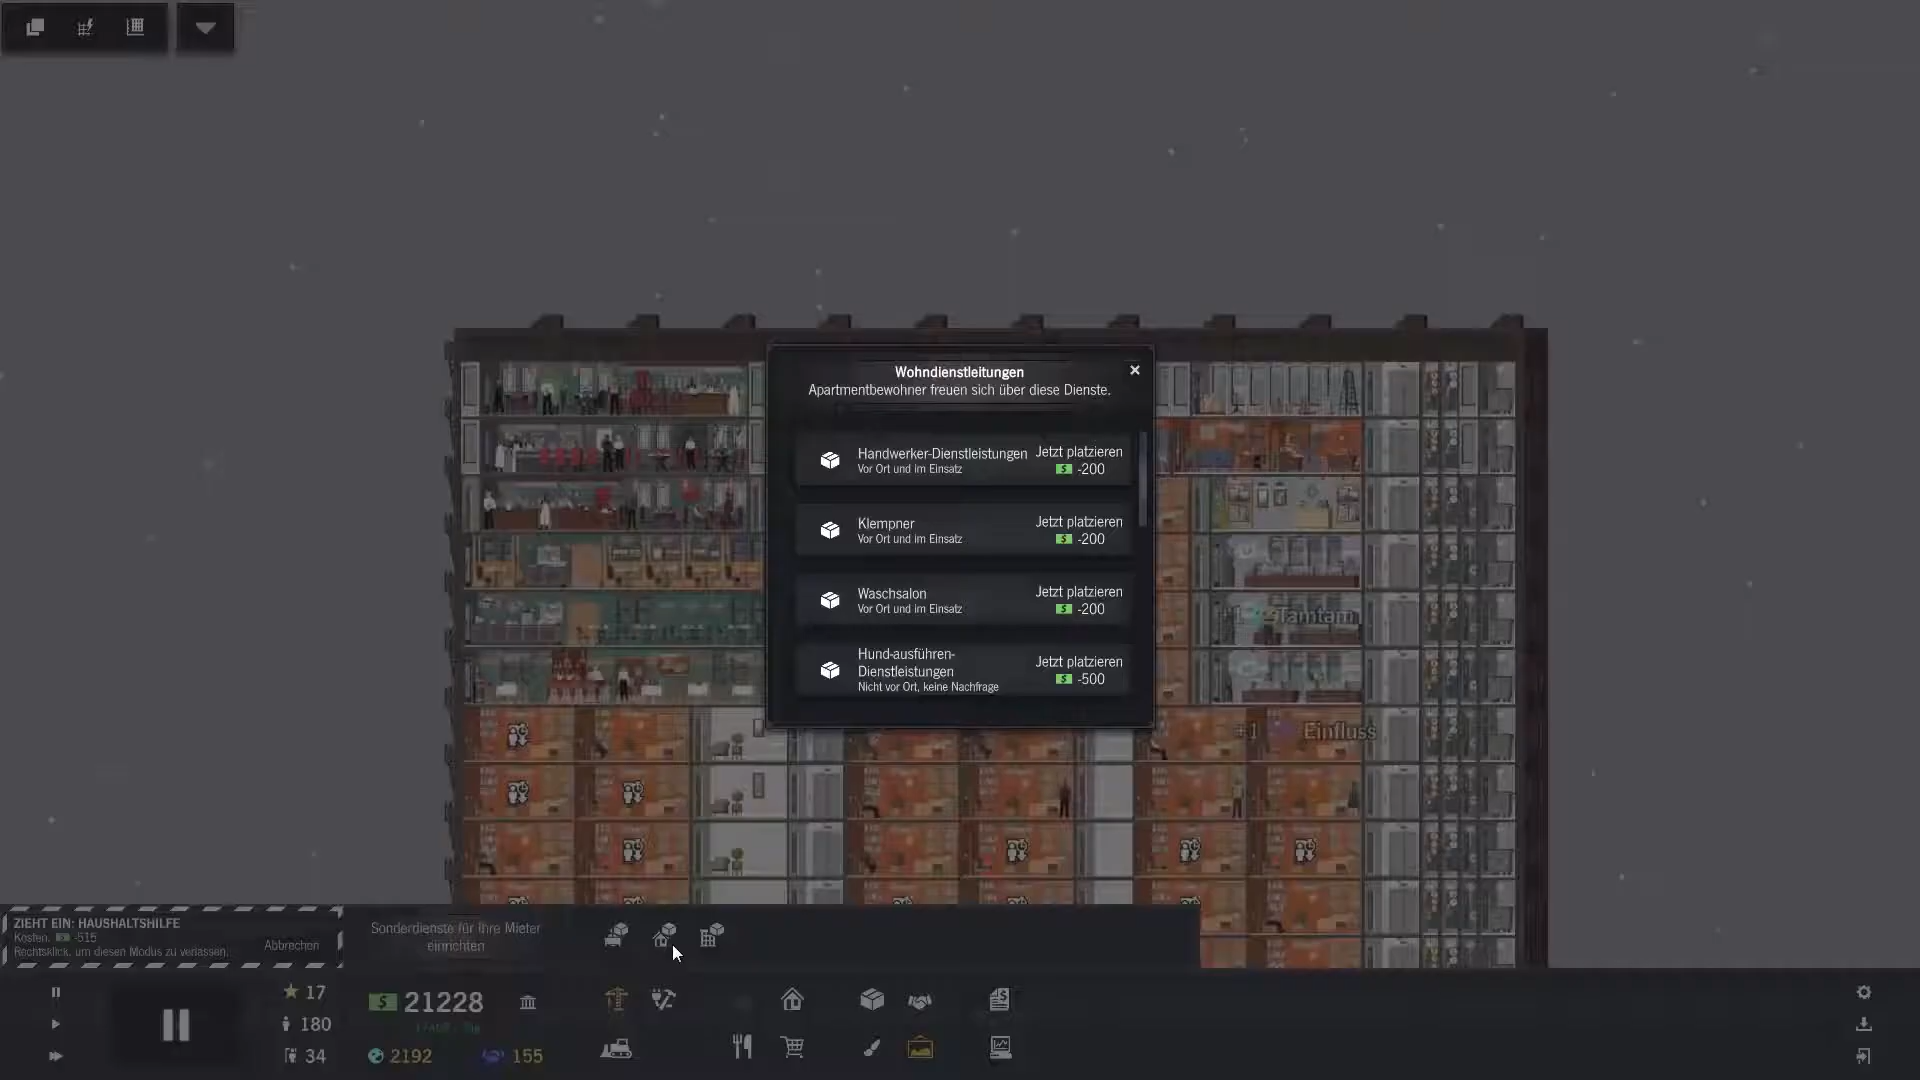 Wohndienstleitungen
Apartmentbewohner freuen sich über diese Dienste.
Handwerker-Dienstleistungen
Vor Ort und im Einsatz
Jetzt platzieren
-200
Klempner
Vor Ort und im Einsatz
Jetzt platzieren
-200
Waschsalon
Vor Ort und im Einsatz
Jetzt platzieren
-200
Hund-ausführen-
Dienstleistungen
Nicht vor Ort, keine Nachfrage
Jetzt platzieren
-500
Tamtam
+1 Einfluss
ZIEHT EIN: HAUSHALTSHILFE
Kosten. -515
Rechtsklick, um diesen Modus zu verlassen.
Abbrechen
Sonderdienste für Ihre Mieter
einrichten
17
180
34
21228
2192
155